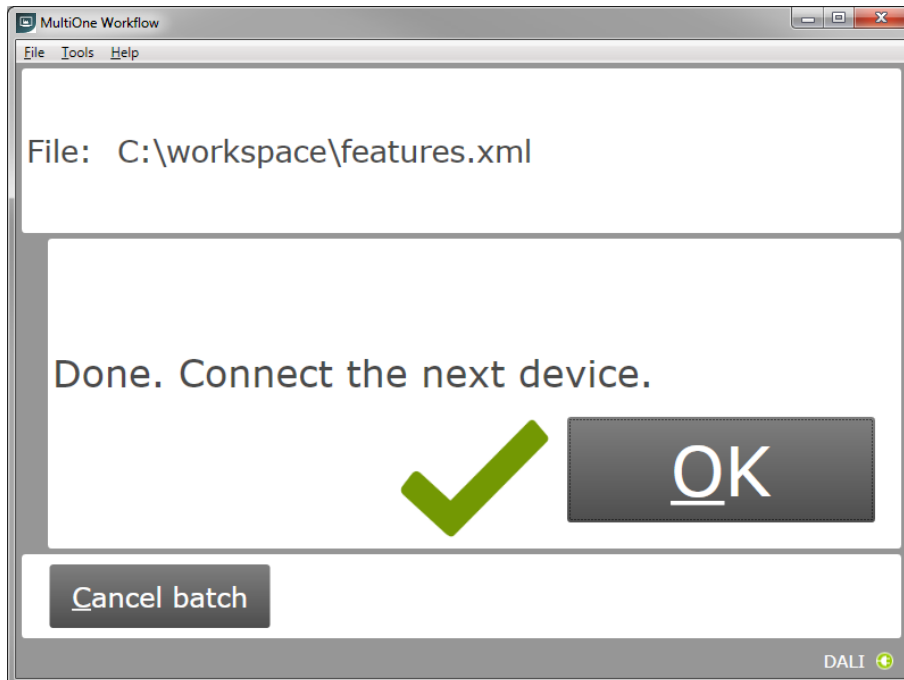 MultiOne Workflow
File Tools Help
File: C:\workspace\features.xml
Done. Connect the next device.
OK
Cancel batch
DALI